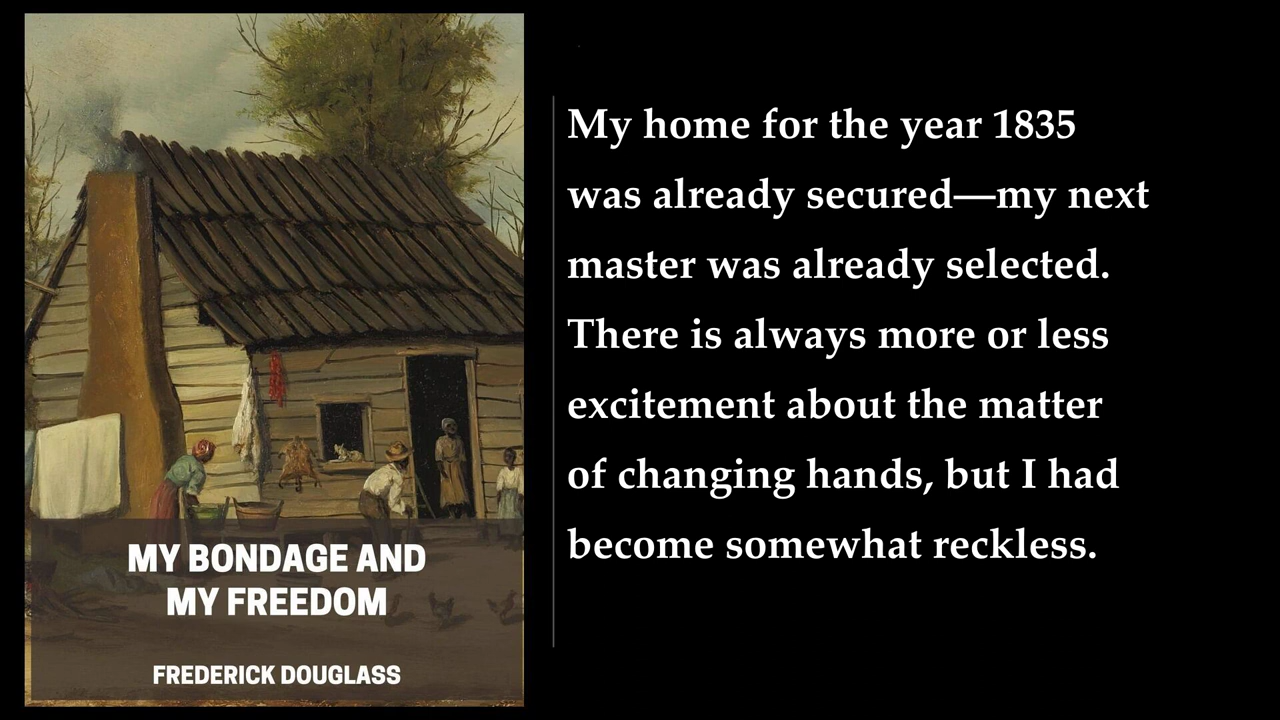 MY BONDAGE AND
MY FREEDOM
FREDERICK DOUGLASS
My home for the year 1835
was already secured—my next
master was already selected.
There is always more or less
excitement about the matter
of changing hands, but I had
become somewhat reckless.